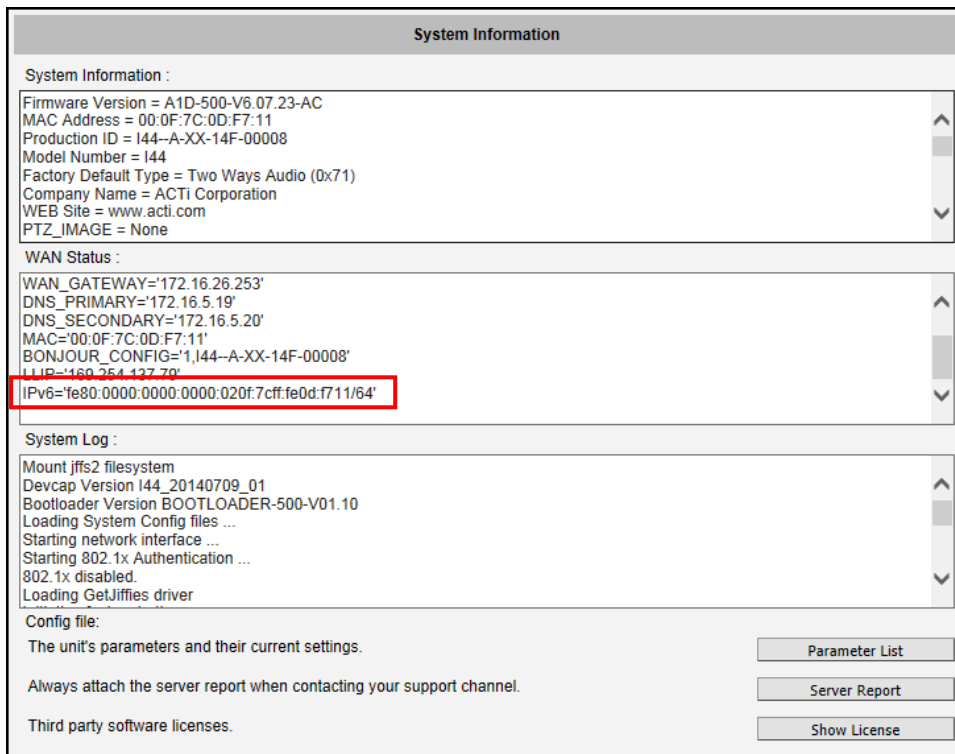 System Information
System Information :
Firmware Version = A1D-500-V6.07.23-AC
MAC Address = 00:0F:7C:0D:F7:11
Production ID = I44--A-XX-14F-00008
Model Number = I44
Factory Default Type = Two Ways Audio (0x71)
Company Name = ACTi Corporation
WEB Site = www.acti.com
PTZ_IMAGE = None
WAN Status :
WAN_GATEWAY='172.16.26.253'
DNS_PRIMARY='172.16.5.19'
DNS_SECONDARY='172.16.5.20'
MAC='00:0F:7C:0D:F7:11'
BONJOUR_CONFIG='1,I44--A-XX-14F-00008'
LLIP='169.254.137.79'
IPv6='fe80:0000:0000:0000:020f:7cff:fe0d:f711/64'
System Log :
Mount jffs2 filesystem
Devcap Version I44_20140709_01
Bootloader Version BOOTLOADER-500-V01.10
Loading System Config files ...
Starting network interface ...
Starting 802.1x Authentication ...
802.1x disabled.
Loading GetJiffies driver
Config file:
The unit's parameters and their current settings.
Parameter List
Always attach the server report when contacting your support channel.
Server Report
Third party software licenses.
Show License